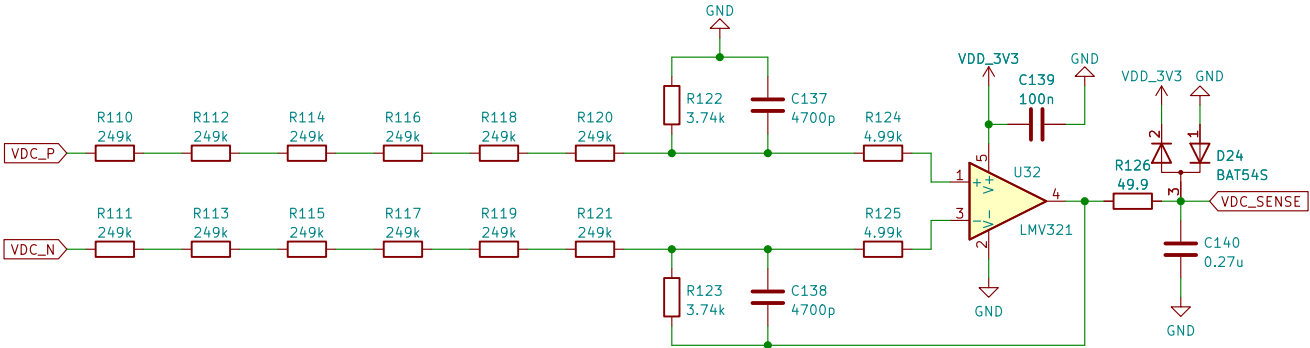 GND
VDD_3V3
C139
100n
GND
VDD_3V3
GND
R110
249k
R112
249k
R114
249k
R116
249k
R118
249k
R120
249k
R122
3.74k
C137
4700p
R124
4.99k
VDC_P
1
5
+
V+
U32
2
1
D24
BAT54S
R126
49.9
3
4
VDC_SENSE
R111
249k
R113
249k
R115
249k
R117
249k
R119
249k
R121
249k
R125
4.99k
3
-
V-
2
LMV321
VDC_N
C140
0.27u
R123
3.74k
C138
4700p
GND
GND